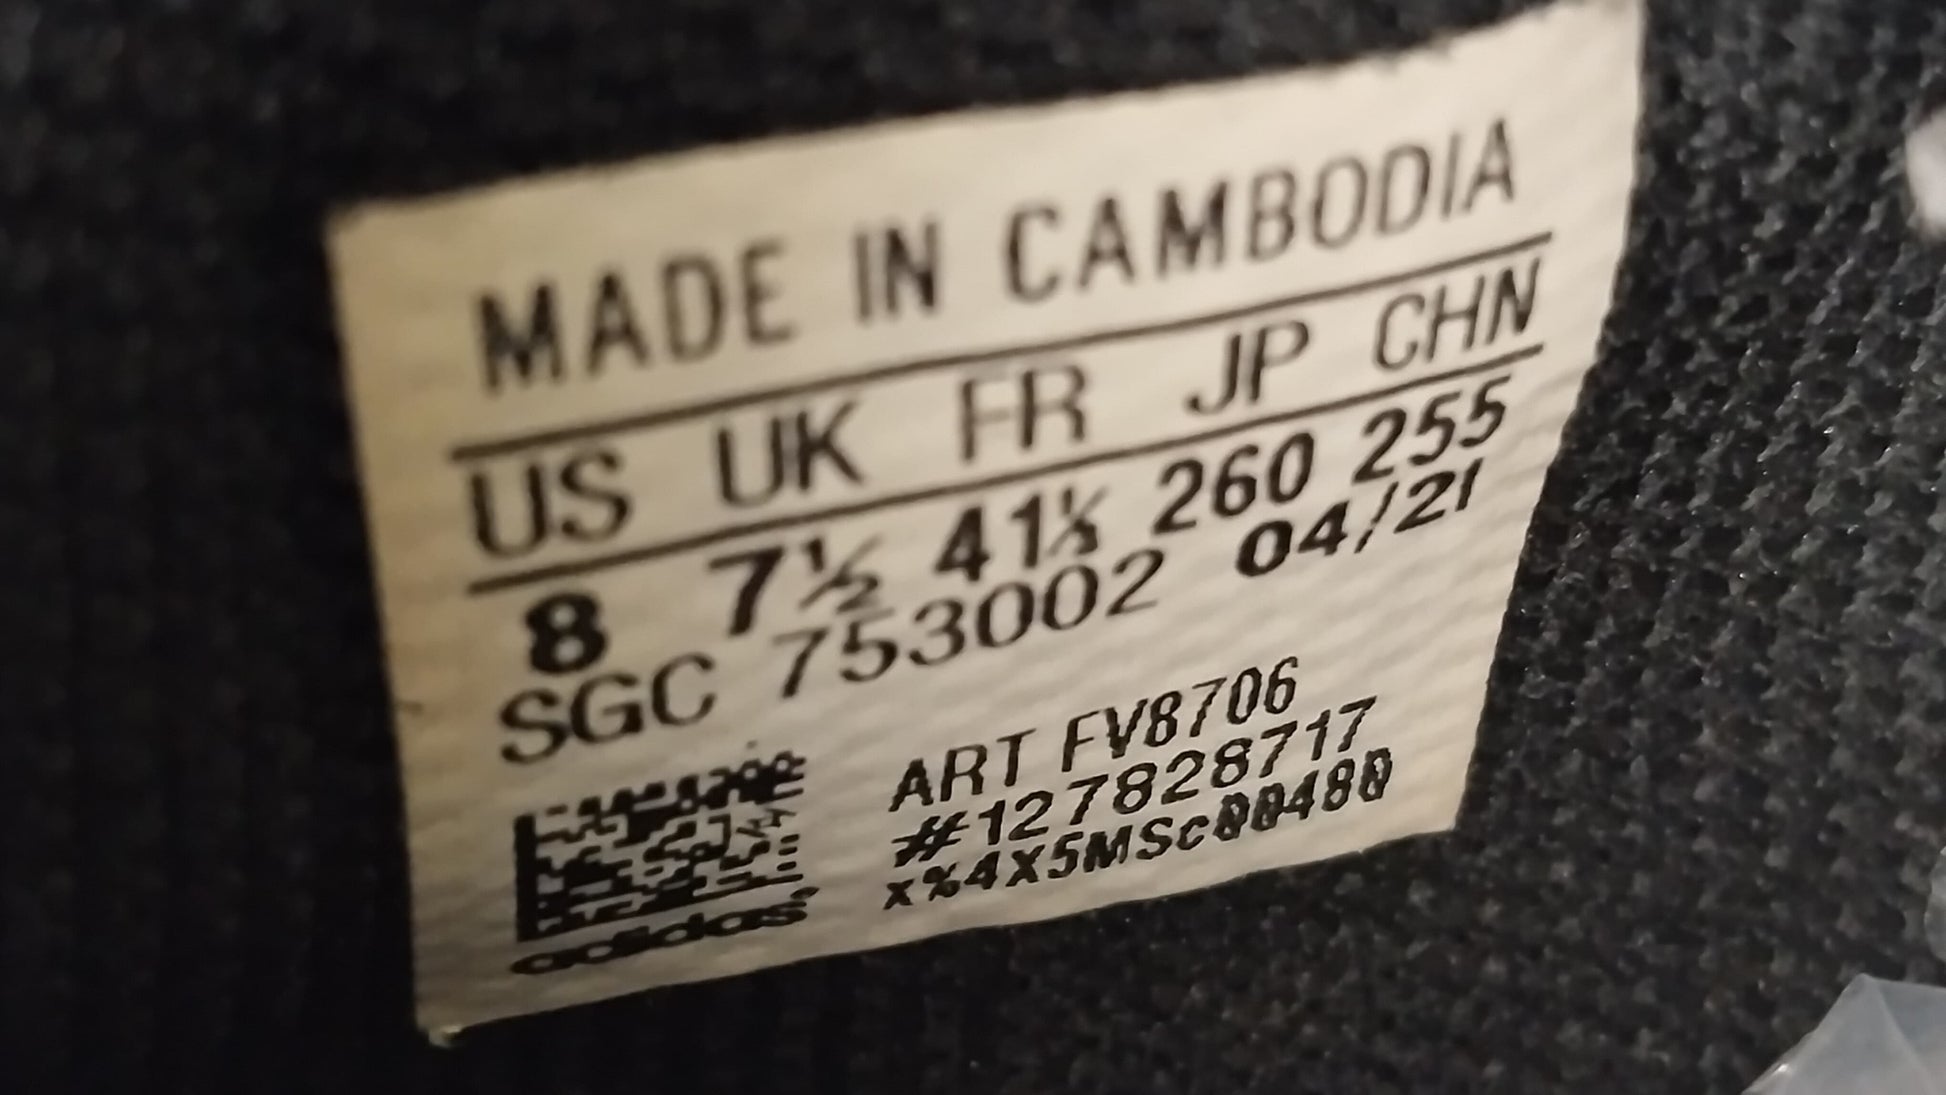 MADE IN CAMBODIA
US UK FR JP CHN
8 7½ 41⅓ 260 255
SGC 753002 04/21
ART FV8706
#127828717
x%4X5MSc00480
adidas